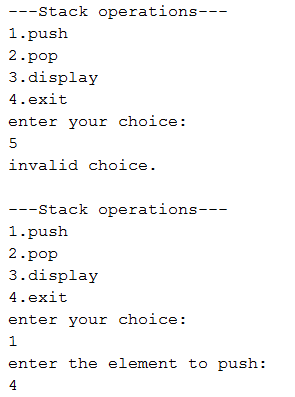 ---Stack operations---
1.push
2.pop
3.display
4.exit
enter your choice:
5
invalid choice.

---Stack operations---
1.push
2.pop
3.display
4.exit
enter your choice:
1
enter the element to push:
4